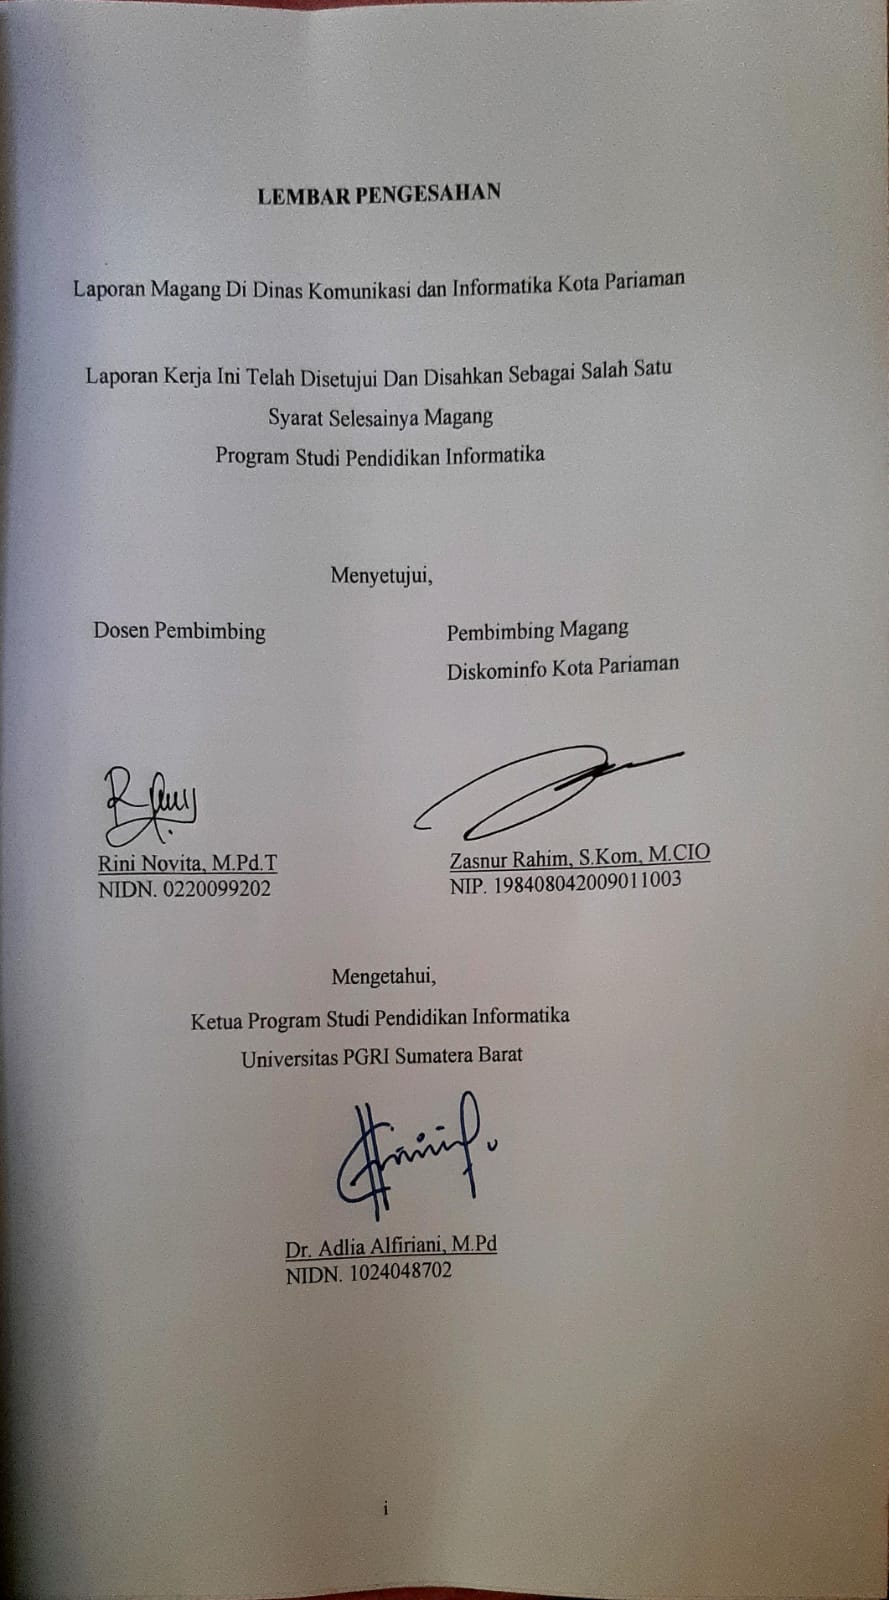 LEMBAR PENGESAHAN
Laporan Magang Di Dinas Komunikasi dan Informatika Kota Pariaman
Laporan Kerja Ini Telah Disetujui Dan Disahkan Sebagai Salah Satu
Syarat Selesainya Magang
Program Studi Pendidikan Informatika
Menyetujui,
Dosen Pembimbing
Pembimbing Magang
Diskominfo Kota Pariaman
Rini Novita, M.Pd.T
NIDN. 0220099202
Zasnur Rahim, S.Kom, M.CIO
NIP. 198408042009011003
Mengetahui,
Ketua Program Studi Pendidikan Informatika
Universitas PGRI Sumatera Barat
Dr. Adlia Alfiriani, M.Pd
NIDN. 1024048702
i